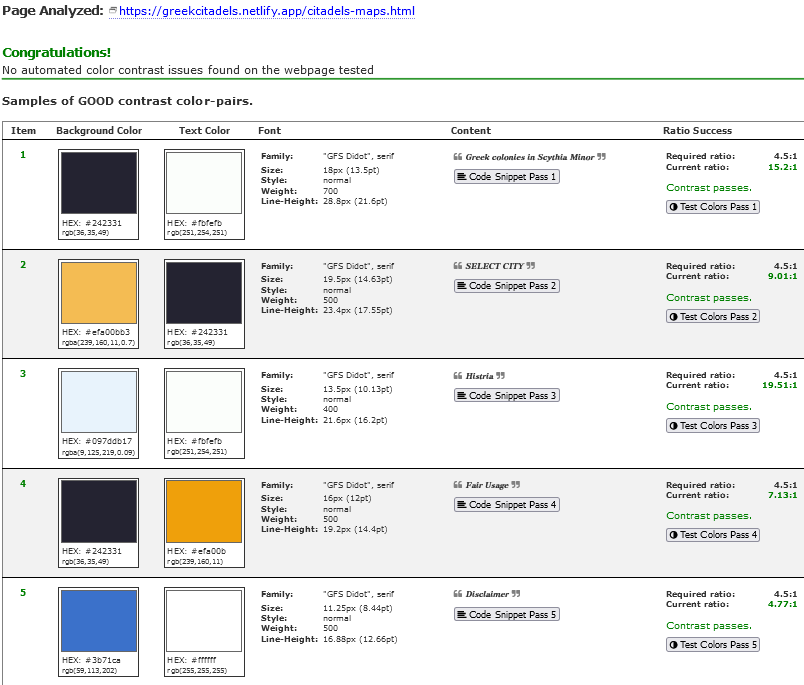 Page Analyzed: https://greekcitadels.netlify.app/citadels-maps.html
Congratulations!
No automated color contrast issues found on the webpage tested
Samples of GOOD contrast color-pairs.
Item Background Color Text Color Font Content Ratio Success
1
HEX: #242331
rgb(36,35,49)
HEX: #fbfefb
rgb(251,254,251)
Family: "GFS Didot", serif
Size: 18px (13.5pt)
Style: normal
Weight: 700
Line-Height: 28.8px (21.6pt)
❝ Greek colonies in Scythia Minor ❞
Code Snippet Pass 1
Required ratio: 4.5:1
Current ratio: 15.2:1
Contrast passes.
Test Colors Pass 1
2
HEX: #efa00bb3
rgba(239,160,11,0.7)
HEX: #242331
rgb(36,35,49)
Family: "GFS Didot", serif
Size: 19.5px (14.63pt)
Style: normal
Weight: 500
Line-Height: 23.4px (17.55pt)
❝ SELECT CITY ❞
Code Snippet Pass 2
Required ratio: 4.5:1
Current ratio: 9.01:1
Contrast passes.
Test Colors Pass 2
3
HEX: #097ddb17
rgba(9,125,219,0.09)
HEX: #fbfefb
rgb(251,254,251)
Family: "GFS Didot", serif
Size: 13.5px (10.13pt)
Style: normal
Weight: 400
Line-Height: 21.6px (16.2pt)
❝ Histria ❞
Code Snippet Pass 3
Required ratio: 4.5:1
Current ratio: 19.51:1
Contrast passes.
Test Colors Pass 3
4
HEX: #242331
rgb(36,35,49)
HEX: #efa00b
rgb(239,160,11)
Family: "GFS Didot", serif
Size: 16px (12pt)
Style: normal
Weight: 500
Line-Height: 19.2px (14.4pt)
❝ Fair Usage ❞
Code Snippet Pass 4
Required ratio: 4.5:1
Current ratio: 7.13:1
Contrast passes.
Test Colors Pass 4
5
HEX: #3b71ca
rgb(59,113,202)
HEX: #ffffff
rgb(255,255,255)
Family: "GFS Didot", serif
Size: 11.25px (8.44pt)
Style: normal
Weight: 500
Line-Height: 16.88px (12.66pt)
❝ Disclaimer ❞
Code Snippet Pass 5
Required ratio: 4.5:1
Current ratio: 4.77:1
Contrast passes.
Test Colors Pass 5